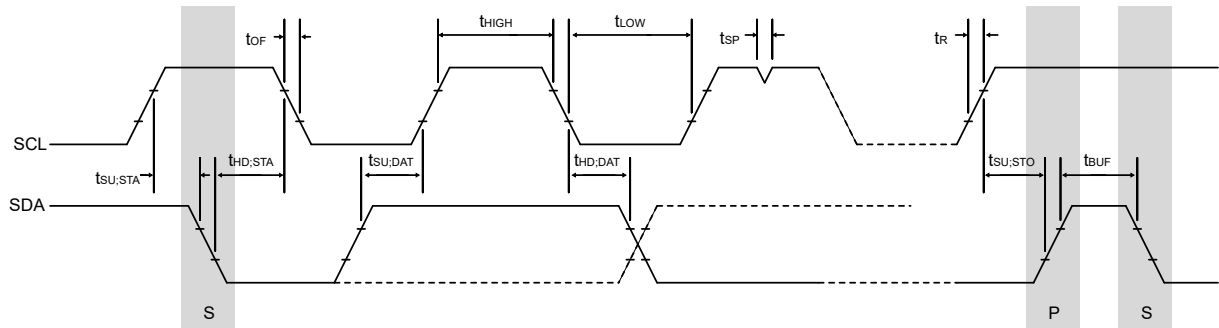 tOF
tHIGH
tLOW
tSP
tR
SCL
tSU;STA
tHD;STA
tSU;DAT
tHD;DAT
tSU;STO
tBUF
SDA
S
P
S